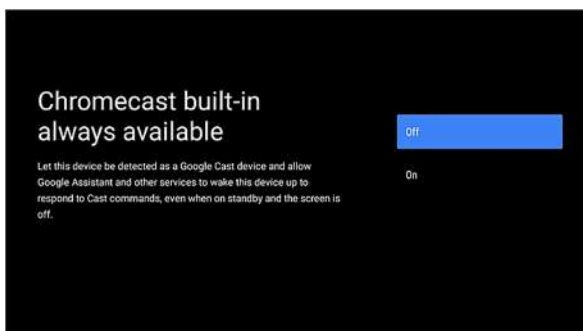 Chromecast built-in
always available
Let this device be detected as a Google Cast device and allow
Google Assistant and other services to wake this device up to
respond to Cast commands, even when on standby and the screen is
off.
Off
On